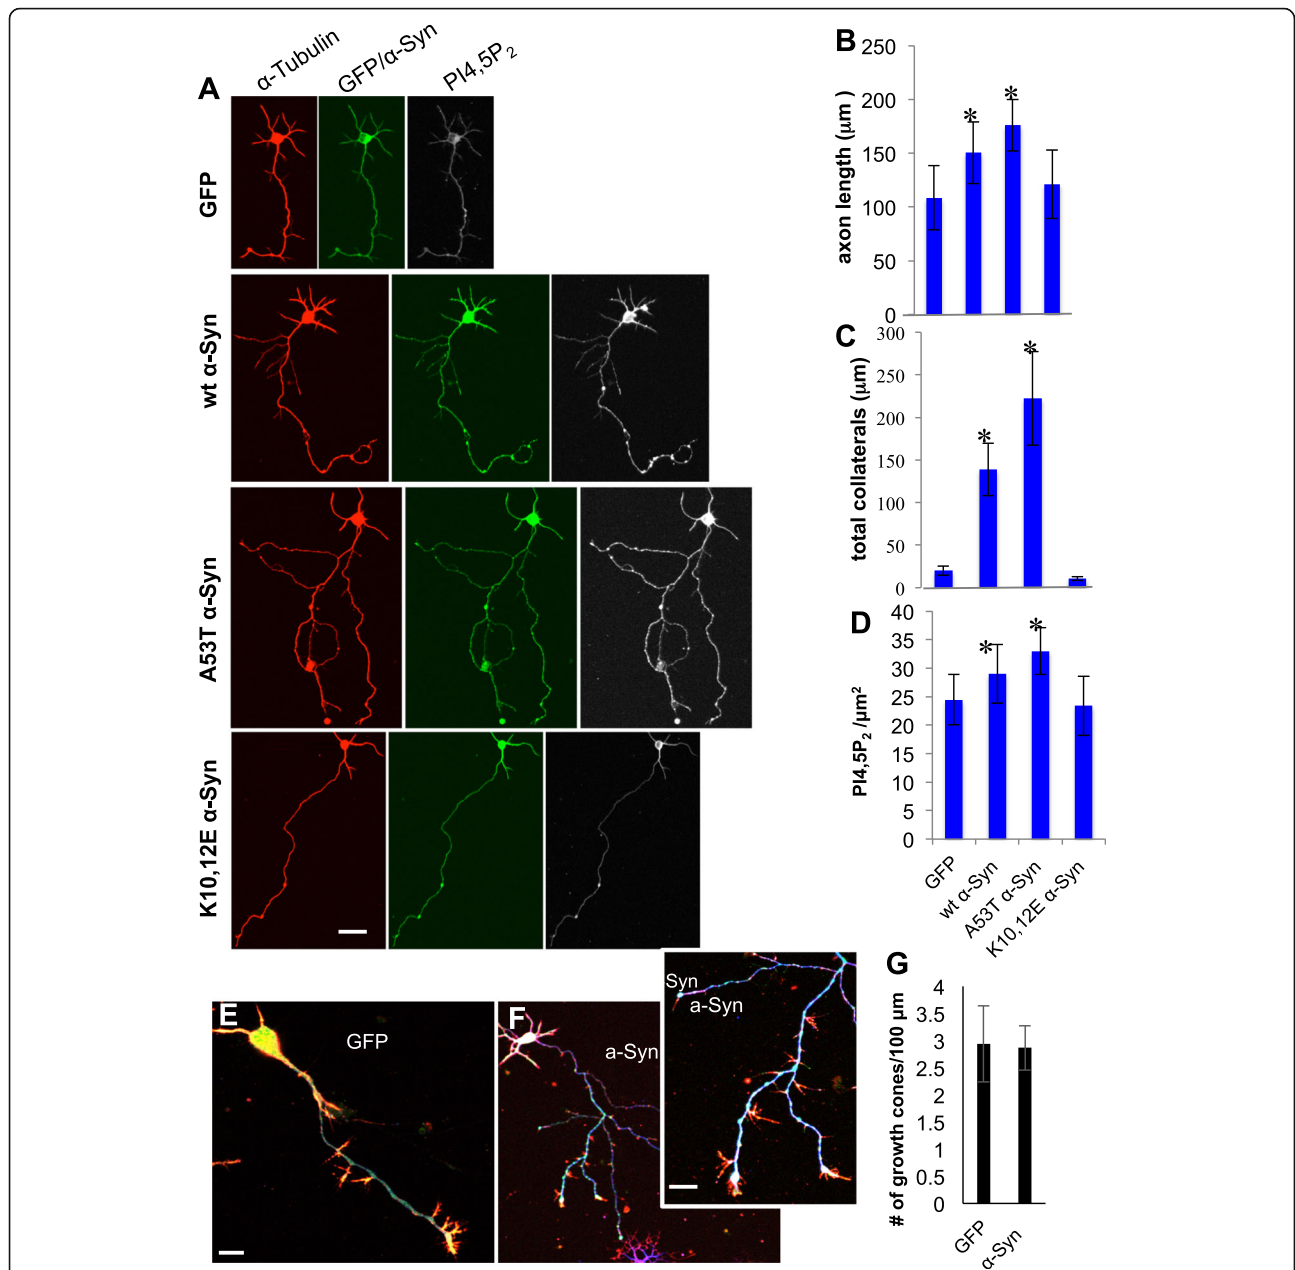 A
α-Tubulin
GFP/α-Syn
PI4,5P2
GFP
wt α-Syn
A53T α-Syn
K10,12E α-Syn
B
axon length (μm )
250
200
150
100
50
0
*
*
C
total collaterals (μm)
300
250
200
150
100
50
0
*
*
D
PI4,5P2 /μm²
40
35
30
25
20
15
10
5
0
*
*
GFP
wt α-Syn
A53T α-Syn
K10,12E α-Syn
E
GFP
F
a-Syn
Syn
a-Syn
G
# of growth cones/100 μm
4
3.5
3
2.5
2
1.5
1
0.5
0
GFP
α-Syn